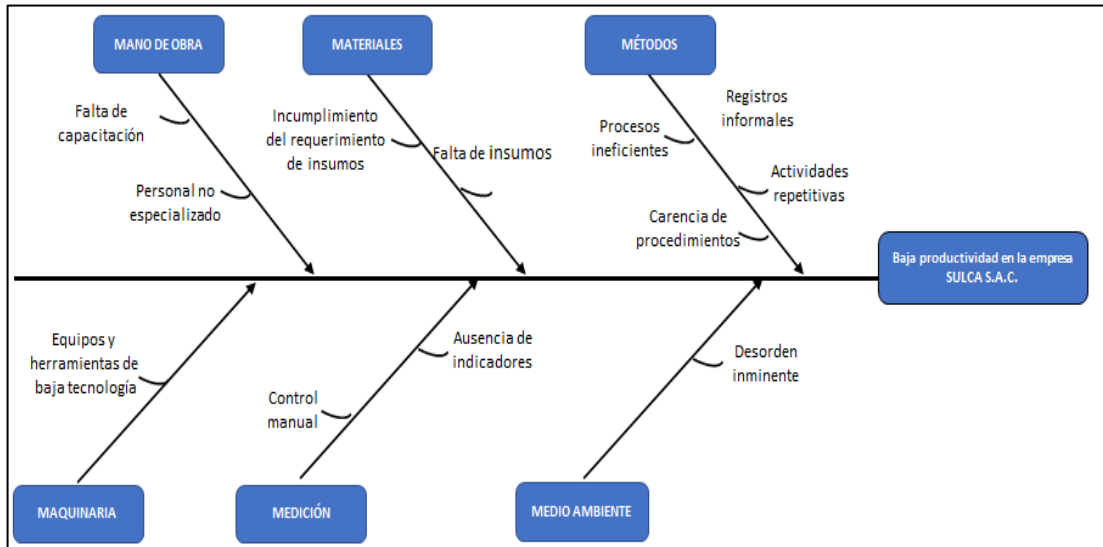 MANO DE OBRA
MATERIALES
MÉTODOS
Falta de
capacitación
Personal no
especializado
Incumplimiento
del requerimiento
de insumos
Falta de insumos
Registros
informales
Procesos
ineficientes
Actividades
repetitivas
Carencia de
procedimientos
Baja productividad en la empresa
SULCA S.A.C.
Equipos y
herramientas de
baja tecnología
Ausencia de
indicadores
Control
manual
Desorden
inminente
MAQUINARIA
MEDICIÓN
MEDIO AMBIENTE